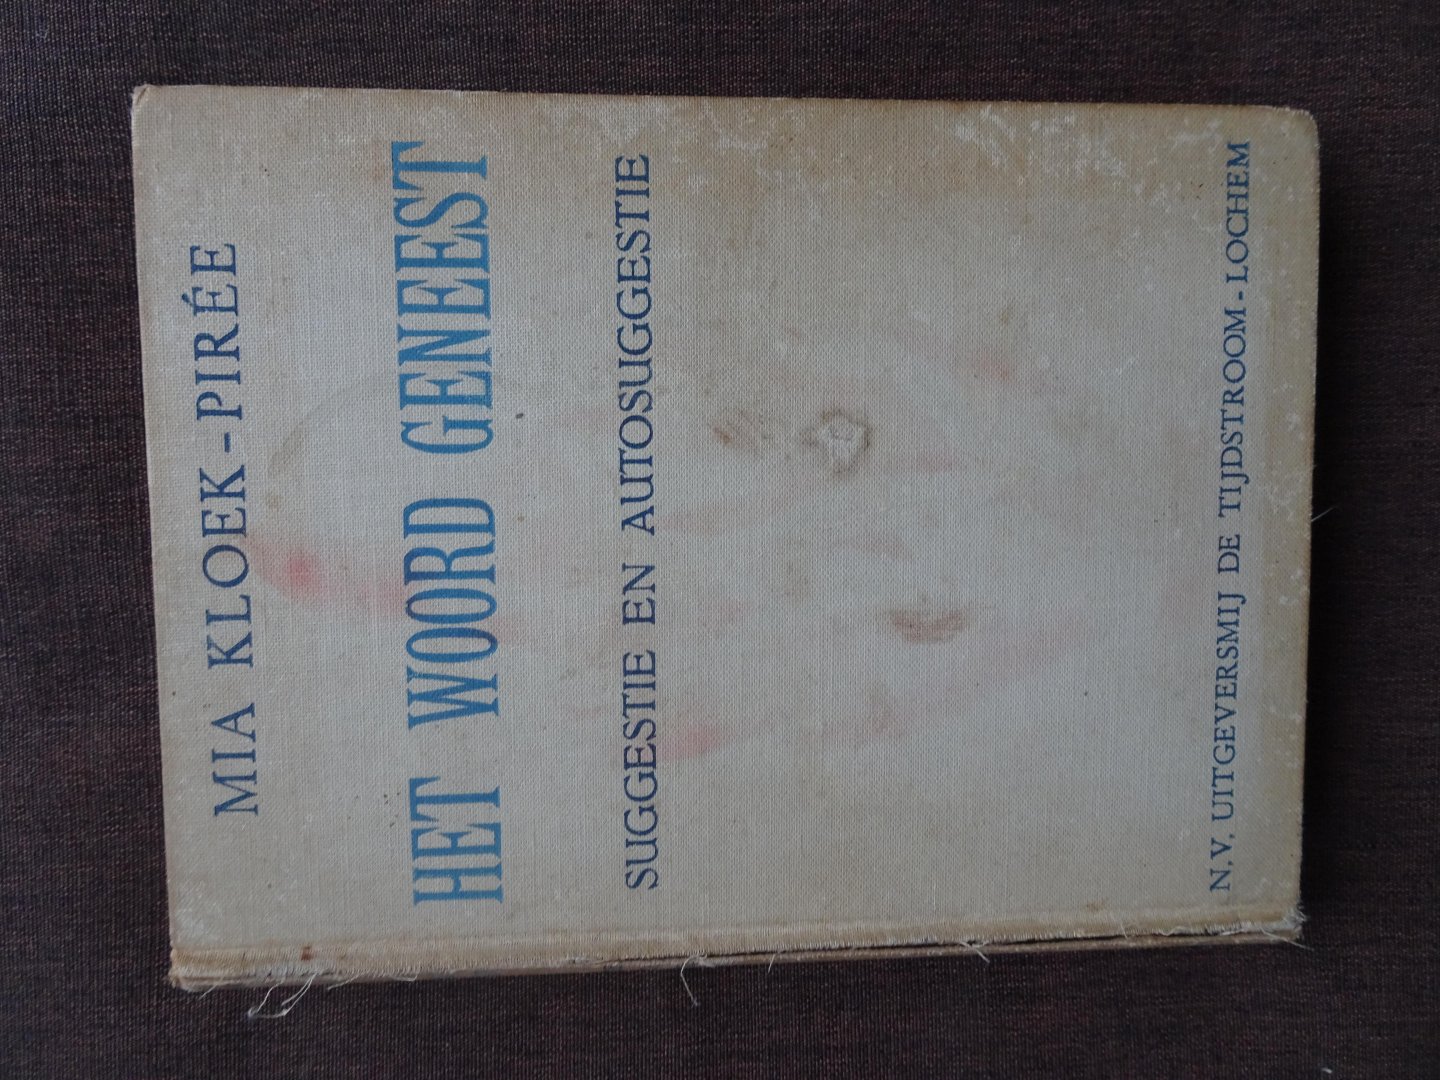 MIA KLOEK-PIRÉE
HET WOORD GENEEST
SUGGESTIE EN AUTOSUGGESTIE
N.V. UITGEVERSMIJ DE TIJDSTROOM-LOCHEM